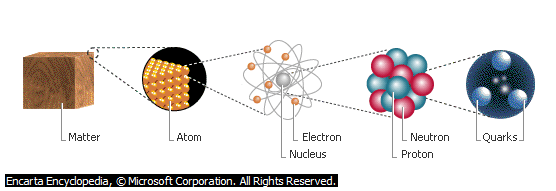 Matter
Atom
Electron
Nucleus
Neutron
Proton
Quarks
Encarta Encyclopedia, © Microsoft Corporation. All Rights Reserved.